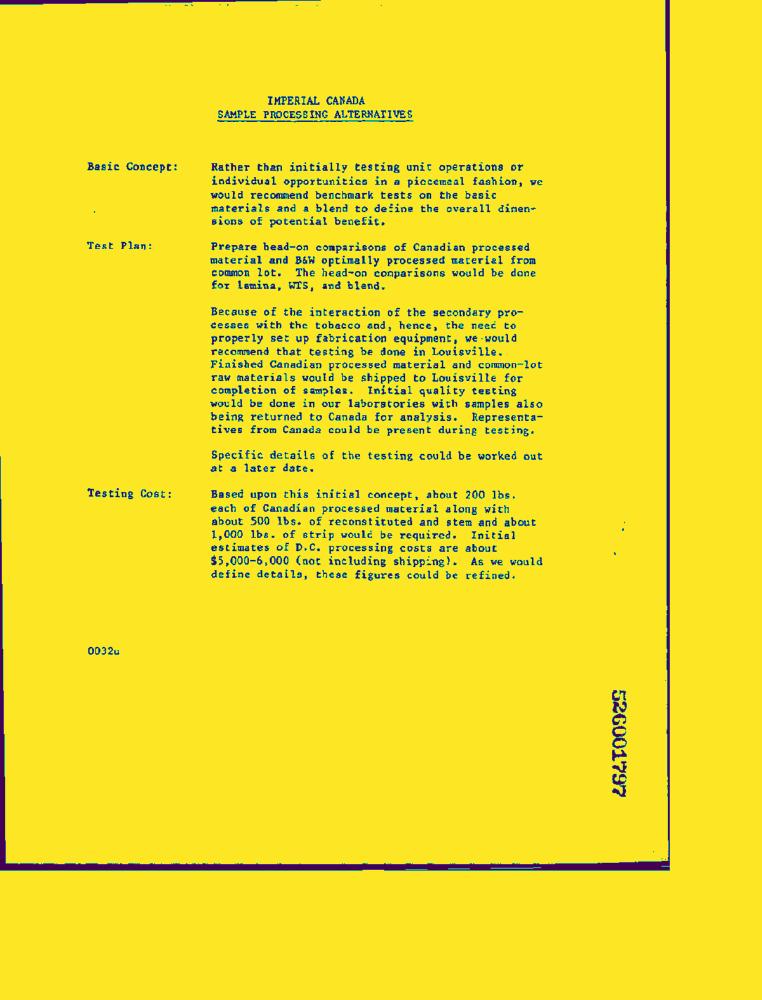 IMPERIAL CANADA
SAMPLE PROCESSING ALTERNATIVES
Basic Concept: Rather than initially testing unit operations or
individual opportunities in a piecemeal fashion, we
would recommend benchmark tests on the basic
materials and a blend to define the overall dimen-
sions of potential benefit.
Test Plan: Prepare head-on comparisons of Canadian processed
material and B&W optimally processed material from
common lot. The head-on comparisons would be done
for lamina, WTS, and blend.
Because of the interaction of the secondary pro-
cesses with the tobacco and, hence, the need to
properly set up fabrication equipment, we would
recommend that testing be done in Louisville.
Finished Canadian processed material and common-lot
raw materials would be shipped to Louisville for
completion of samples. Initial quality testing
would be done in our laboratories with samples also
being returned to Canada for analysis. Representa-
tives from Canada could be present during testing.
Specific details of the testing could be worked out
at a later date.
Testing Cost: Based upon this initial concept, about 200 lbs.
each of Canadian processed material along with
about 500 lbs. of reconstituted and stem and about
1,000 lbs. of strip would be required. Initial
estimates of D.C. processing costs are about
$5,000-6,000 (not including shipping). As we would
define details, these figures could be refined.
0032u
526001797